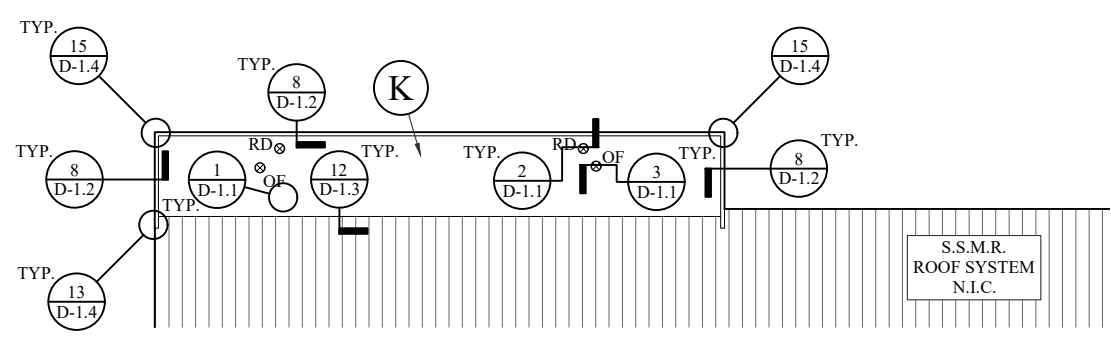 TYP.
15
D-1.4
TYP.
8
D-1.2
K
15
D-1.4
TYP.
8
D-1.2
RD
OF
1
D-1.1
12
D-1.3
TYP.
TYP.
2
D-1.1
RD
OF
3
D-1.1
TYP.
8
D-1.2
TYP.
TYP.
TYP.
13
D-1.4
S.S.M.R.
ROOF SYSTEM
N.I.C.